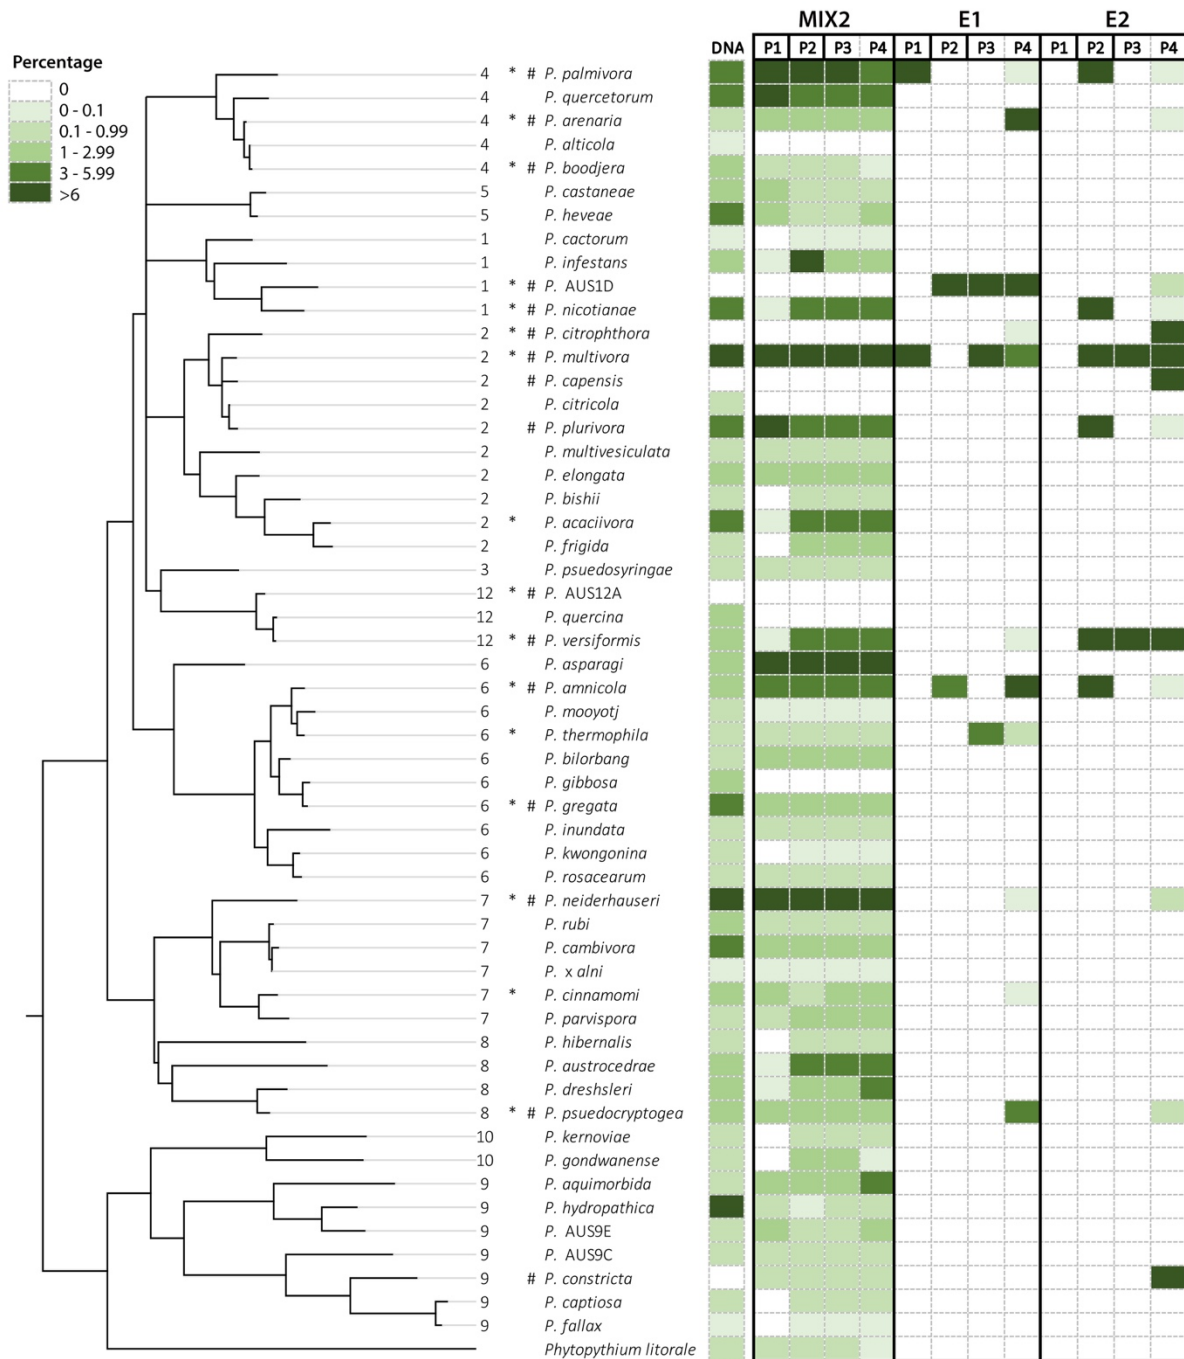 MIX2 E1 E2
DNA P1 P2 P3 P4 P1 P2 P3 P4 P1 P2 P3 P4
Percentage
0
0 - 0.1
0.1 - 0.99
1 - 2.99
3 - 5.99
>6
4 * # P. palmivora
4 P. quercetorum
4 * # P. arenaria
4 P. alticola
4 * # P. boodjera
5 P. castaneae
5 P. heveae
1 P. cactorum
1 P. infestans
1 * # P. AUS1D
1 * # P. nicotianae
2 * # P. citrophthora
2 * # P. multivora
2 # P. capensis
2 P. citricola
2 # P. plurivora
2 P. multivesiculata
2 P. elongata
2 P. bishii
2 * P. acaciivora
2 P. frigida
3 P. psuedosyringae
12 * # P. AUS12A
12 P. quercina
12 * # P. versiformis
6 P. asparagi
6 * # P. amnicola
6 P. mooyotj
6 * P. thermophila
6 P. bilorbang
6 P. gibbosa
6 * # P. gregata
6 P. inundata
6 P. kwongonina
6 P. rosacearum
7 * # P. neiderhauseri
7 P. rubi
7 P. cambivora
7 P. x alni
7 * P. cinnamomi
7 P. parvispora
8 P. hibernalis
8 P. austrocedrae
8 P. dreshsleri
8 * # P. psuedocryptogea
10 P. kernoviae
10 P. gondwanense
9 P. aquimorbida
9 P. hydropathica
9 P. AUS9E
9 P. AUS9C
9 # P. constricta
9 P. captiosa
9 P. fallax
Phytopythium litorale